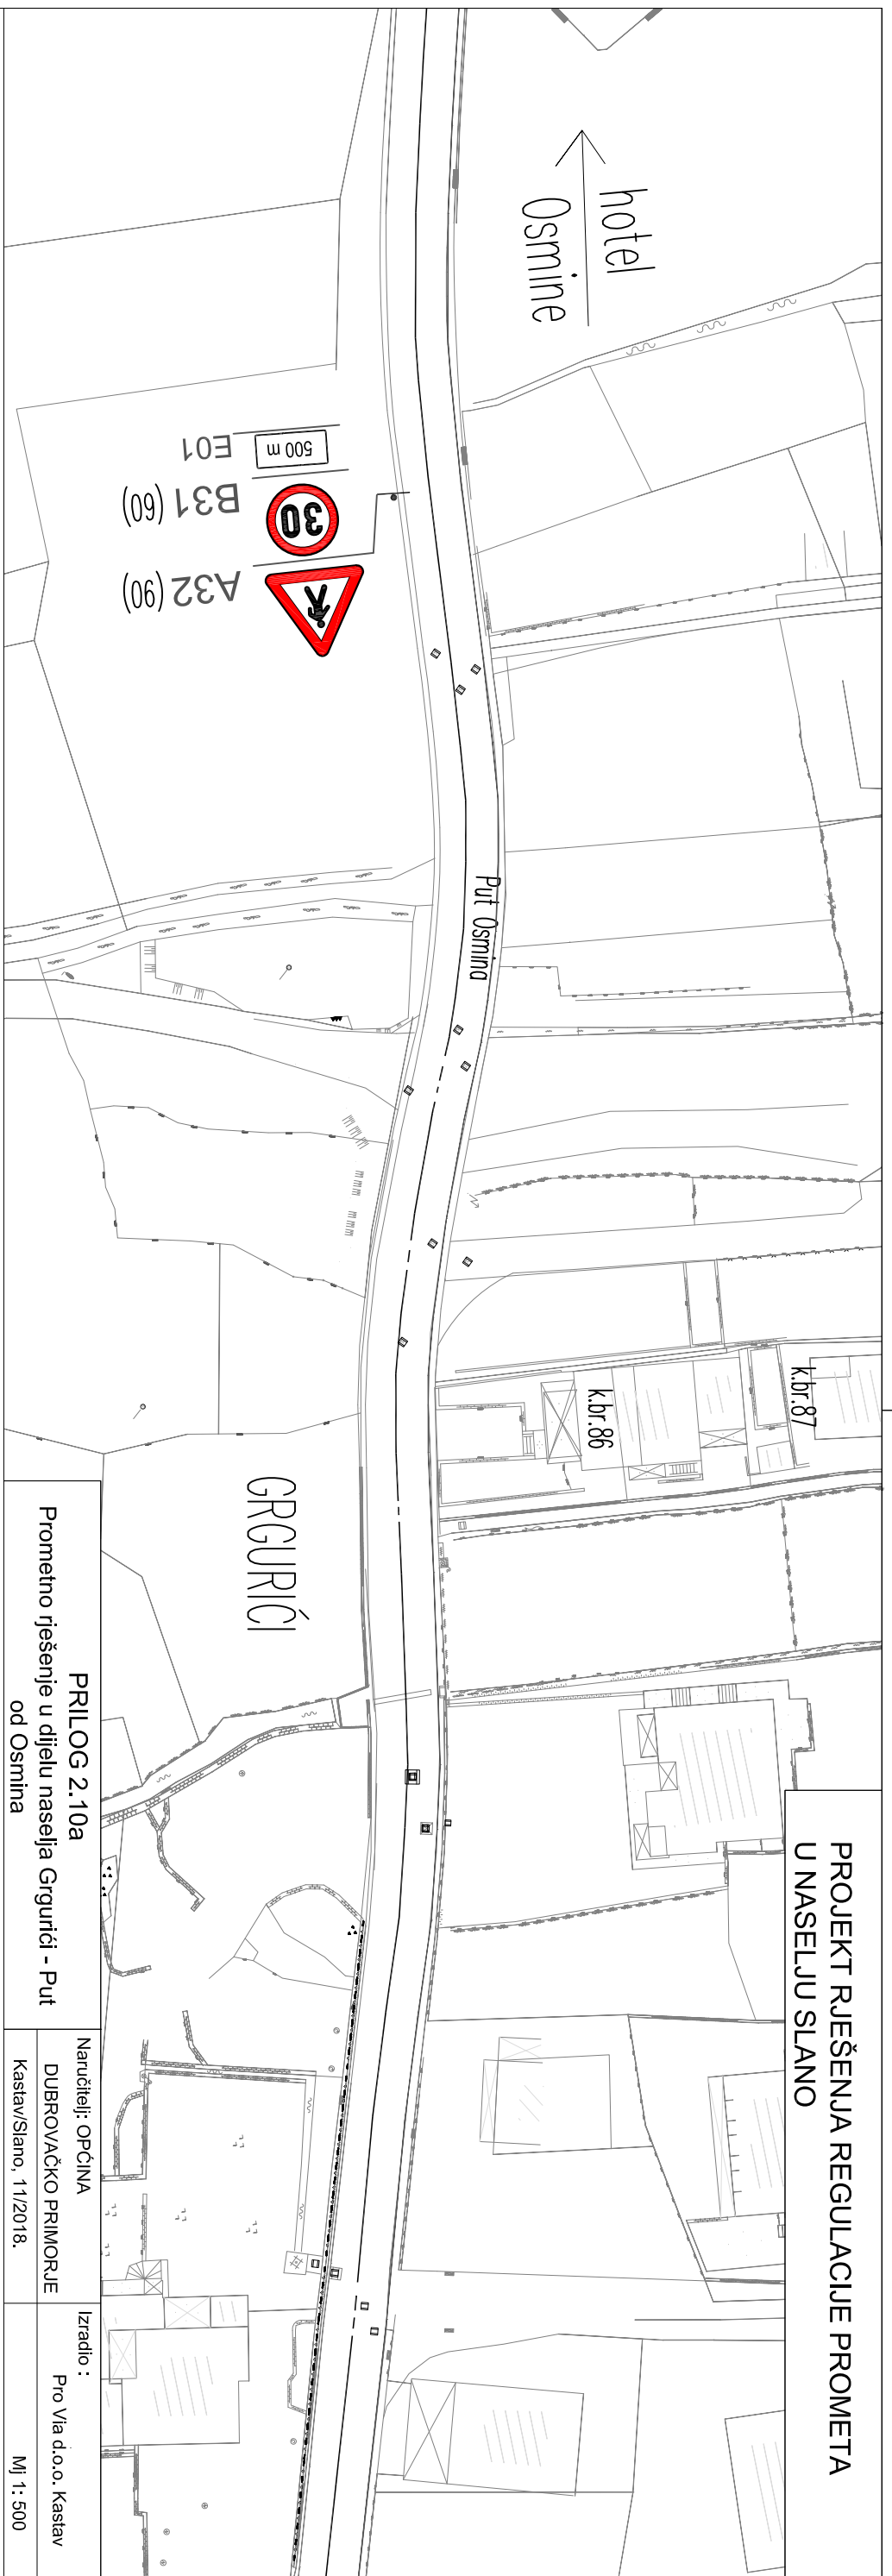 PROJEKT RJEŠENJA REGULACIJE PROMETA
U NASELJU SLANO
hotel
Osmine
500 m
E01
30
B31 (60)
A32 (90)
Put Osmina
k.br.87
k.br.86
GRGURIĆI
PRILOG 2.10a
Prometno rješenje u dijelu naselja Grgurići - Put
od Osmina
Naručitelj: OPĆINA
DUBROVAČKO PRIMORJE
Kastav/Slano, 11/2018.
Izradio :
Pro Via d.o.o. Kastav
Mj 1: 500